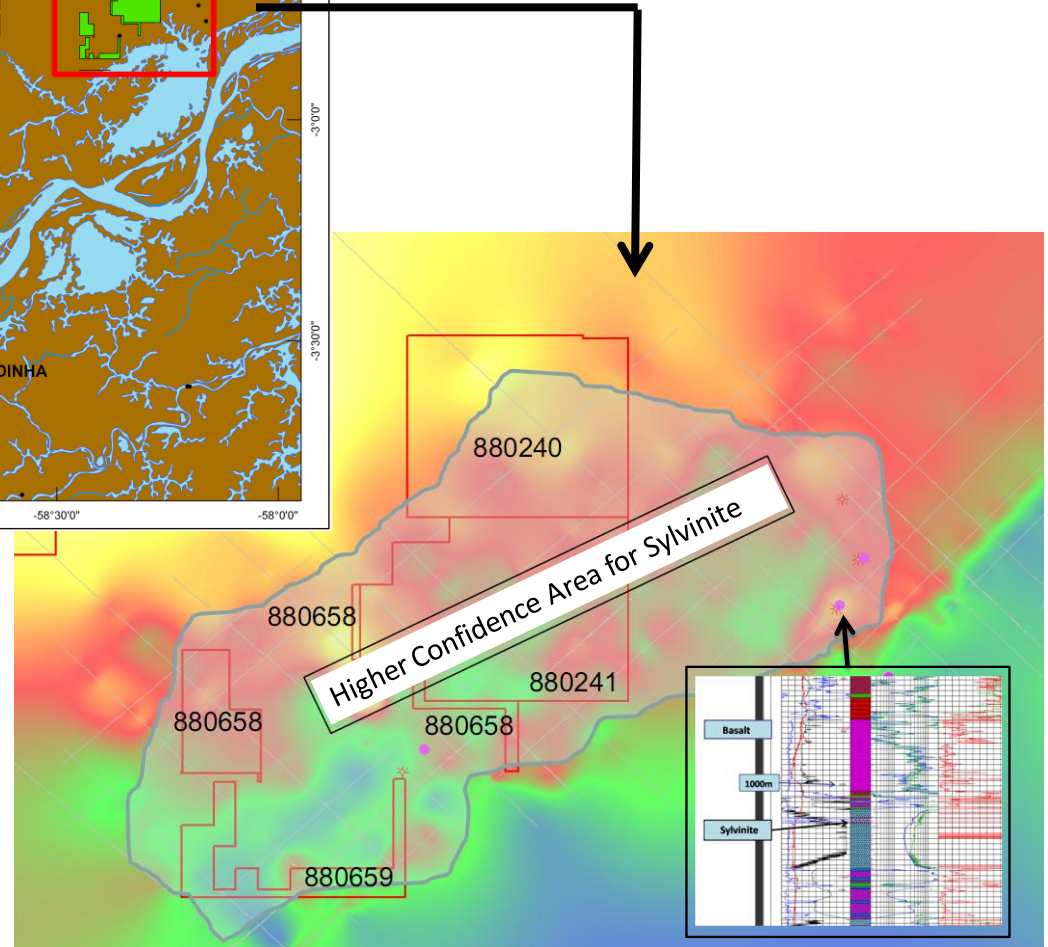 -3°0'0"
-3°30'0"
DINHA
-58°30'0"
-58°0'0"
880240
Higher Confidence Area for Sylvinite
880658
880241
880658
880658
880659
Basalt
1000m
Sylvinite